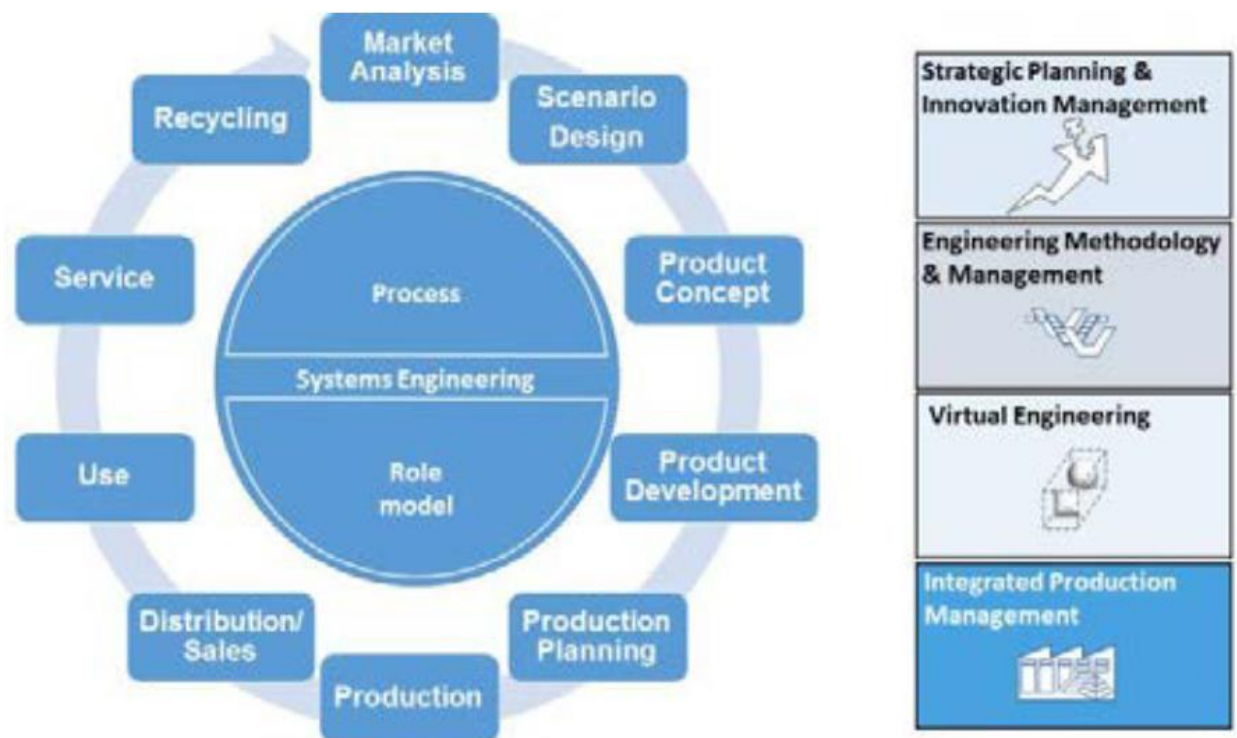 Market
Analysis
Scenario
Design
Product
Concept
Product
Development
Production
Planning
Production
Distribution/
Sales
Use
Service
Recycling
Process
Systems Engineering
Role
model
Strategic Planning &
Innovation Management
Engineering Methodology
& Management
Virtual Engineering
Integrated Production
Management